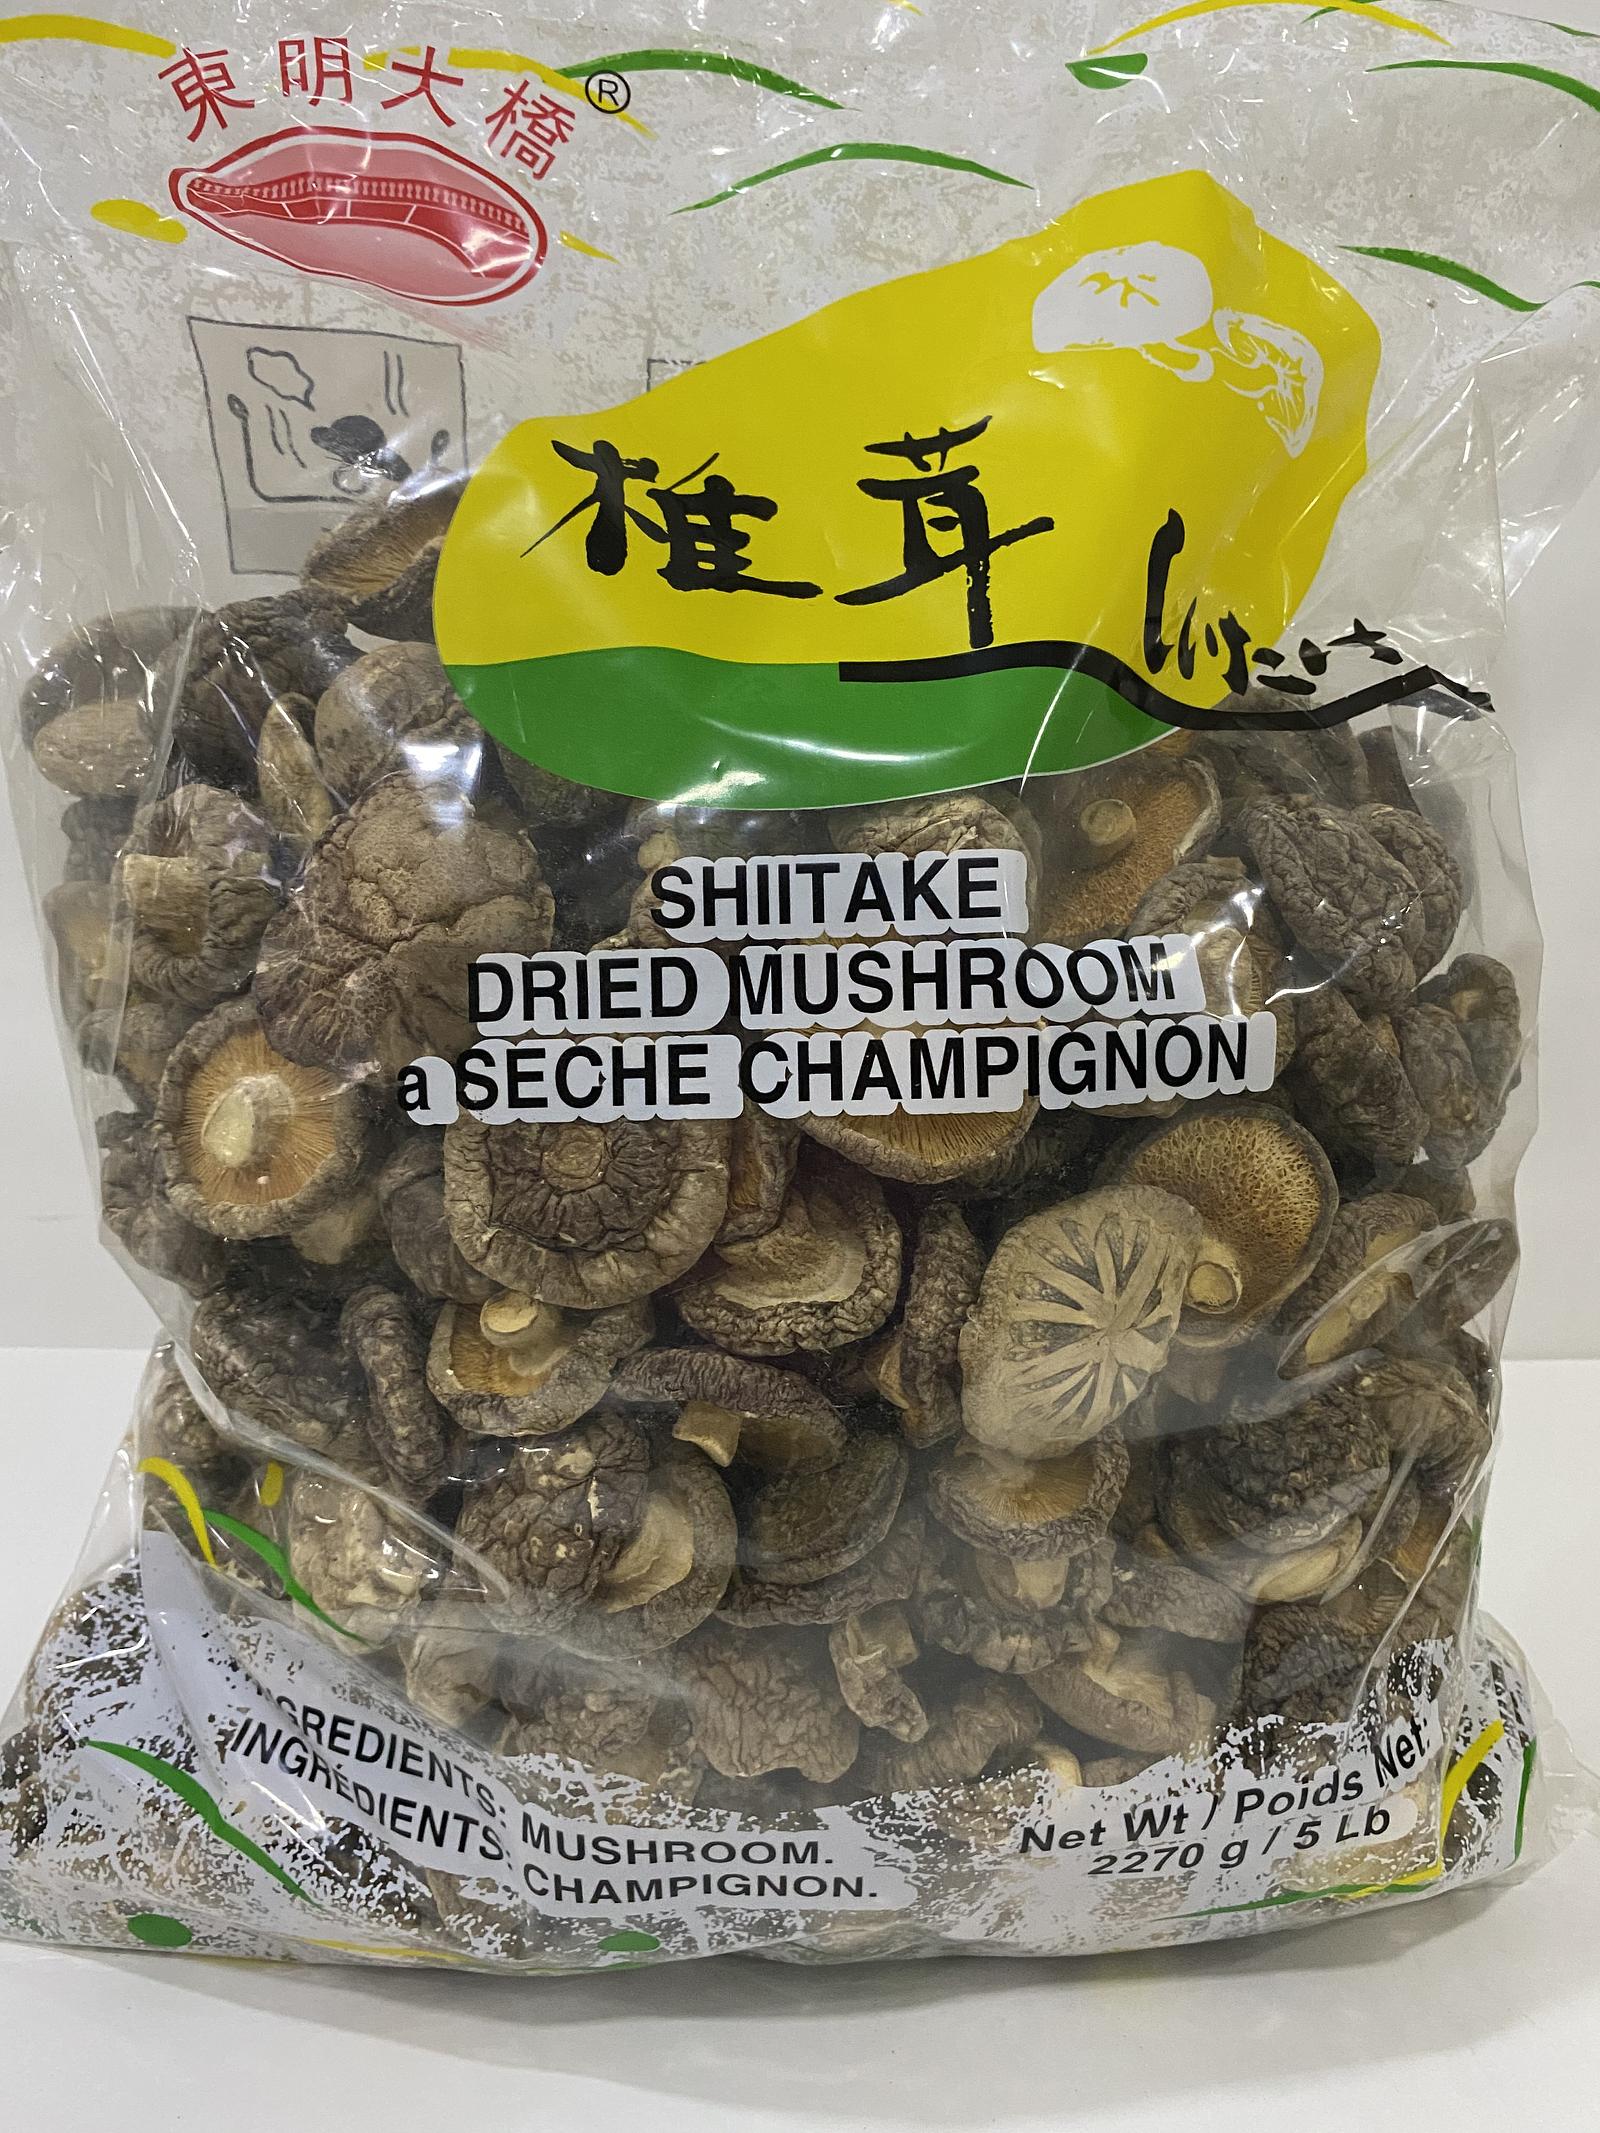 東明大橋®
椎茸 しいたけ
SHIITAKE
DRIED MUSHROOM
a SECHE CHAMPIGNON
INGREDIENTS: MUSHROOM.
INGRÉDIENTS: CHAMPIGNON.
Net Wt / Poids Net:
2270 g / 5 Lb